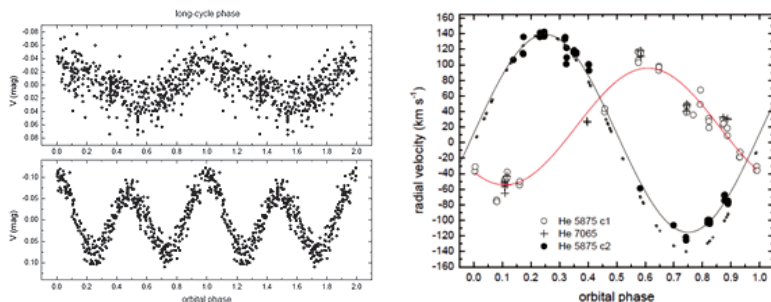 long-cycle phase
-0.08
-0.06
-0.04
-0.02
0.00
0.02
0.04
0.06
0.08
V (mag)
0.0 0.2 0.4 0.6 0.8 1.0 1.2 1.4 1.6 1.8 2.0
-0.10
-0.05
0.00
0.05
0.10
V (mag)
0.0 0.2 0.4 0.6 0.8 1.0 1.2 1.4 1.6 1.8 2.0
orbital phase
160
140
120
100
80
60
40
20
0
-20
-40
-60
-80
-100
-120
-140
-160
radial velocity (km s⁻¹)
He 5875 c1
He 7065
He 5875 c2
0.0 0.1 0.2 0.3 0.4 0.5 0.6 0.7 0.8 0.9 1.0
orbital phase